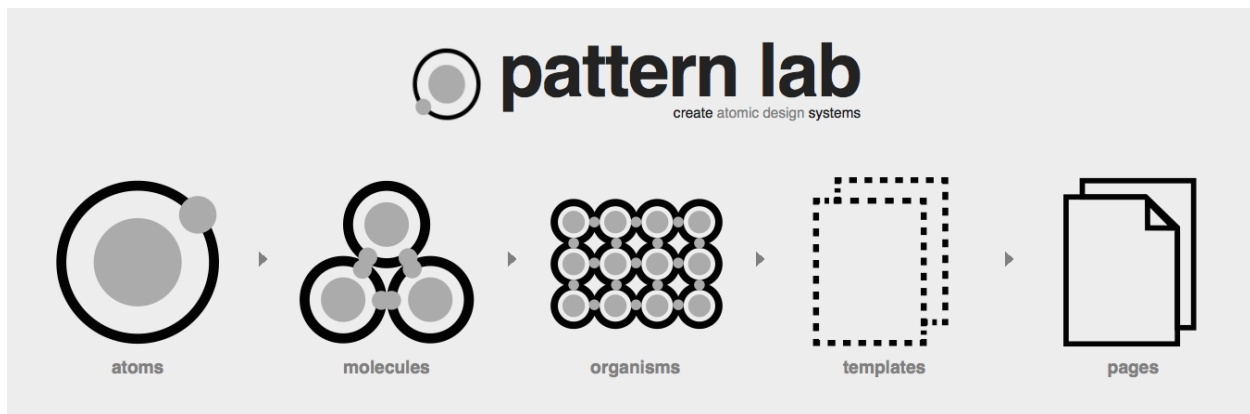 pattern lab
create atomic design systems
atoms
molecules
organisms
templates
pages